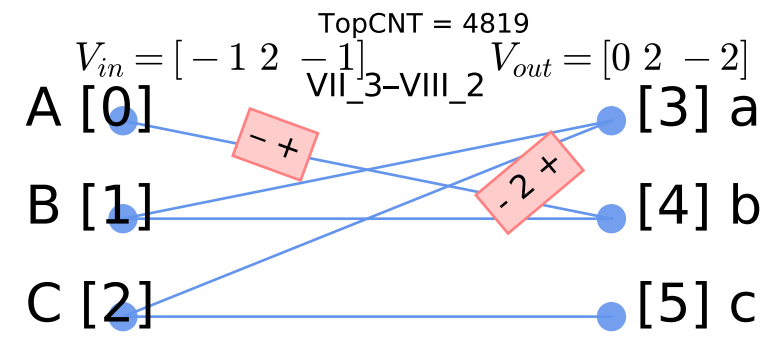 TopCNT = 4819
V_in = [ − 1 2 − 1] V_out = [0 2 − 2]
VII_3–VIII_2
A [0] [3] a
− +
- 2 +
B [1] [4] b
C [2] [5] c